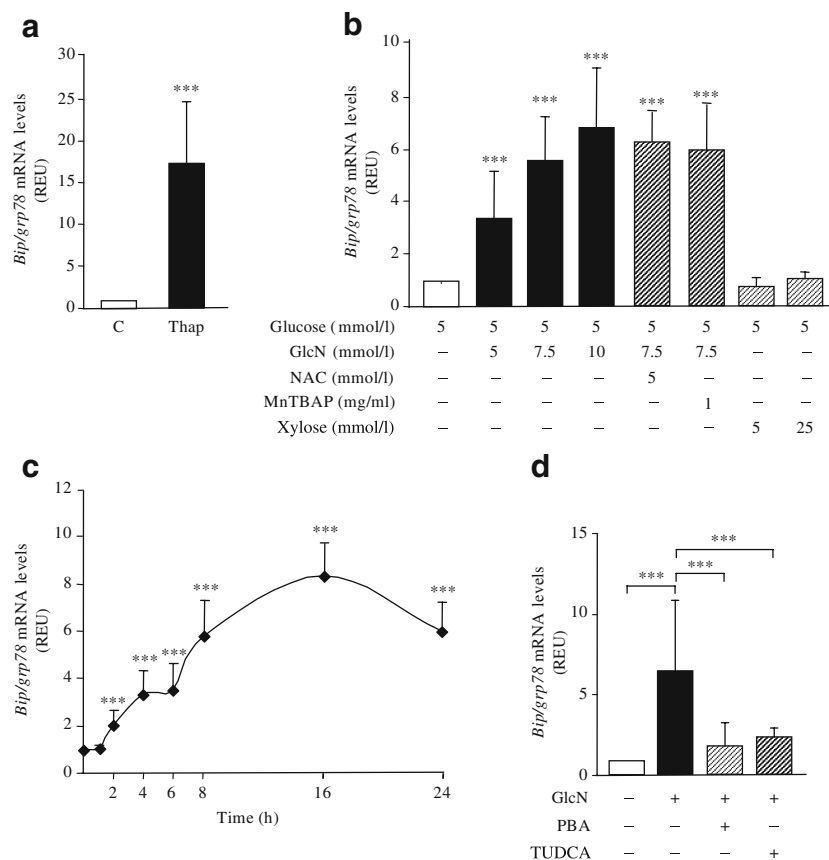 a
Bip/grp78 mRNA levels
(REU)
30
25
20
15
10
5
0
***
C Thap
b
Bip/grp78 mRNA levels
(REU)
10
8
6
4
2
0
*** *** *** *** ***
Glucose (mmol/l) 5 5 5 5 5 5 5 5
GlcN (mmol/l) – 5 7.5 10 7.5 7.5 – –
NAC (mmol/l) – – – – 5 – – –
MnTBAP (mg/ml) – – – – – 1 – –
Xylose (mmol/l) – – – – – – 5 25
c
Bip/grp78 mRNA levels
(REU)
12
10
8
6
4
2
0
*** *** *** *** *** ***
2 4 6 8 16 24
Time (h)
d
Bip/grp78 mRNA levels
(REU)
15
10
5
0
***
*** ***
GlcN – + + +
PBA – – + –
TUDCA – – – +